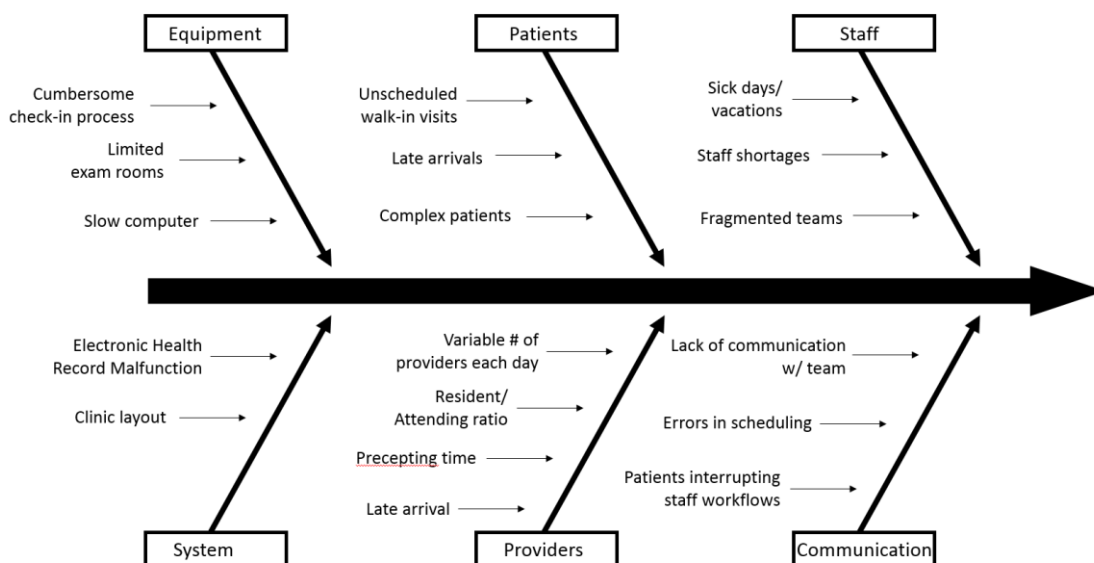 Equipment
Patients
Staff
Cumbersome
check-in process
Limited
exam rooms
Slow computer
Unscheduled
walk-in visits
Late arrivals
Complex patients
Sick days/
vacations
Staff shortages
Fragmented teams
Electronic Health
Record Malfunction
Clinic layout
Variable # of
providers each day
Resident/
Attending ratio
Precepting time
Late arrival
Lack of communication
w/ team
Errors in scheduling
Patients interrupting
staff workflows
System
Providers
Communication